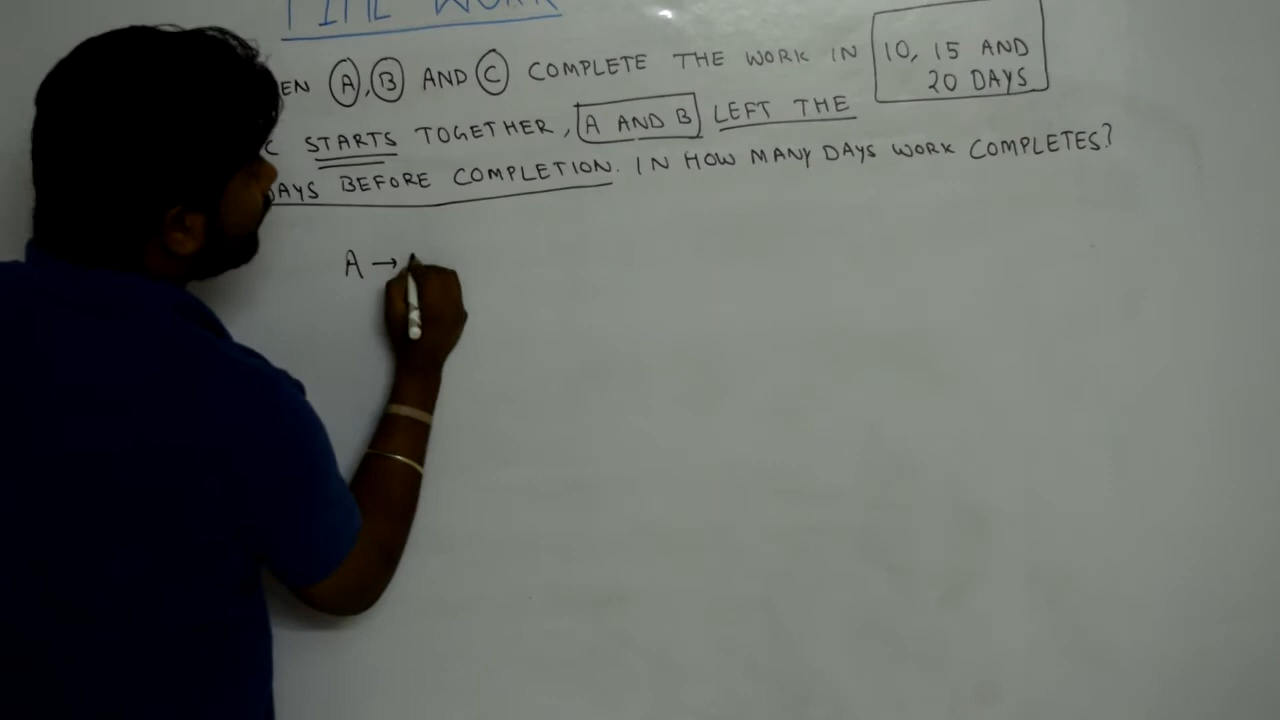 TIME WORK
EN A, B AND C COMPLETE THE WORK IN 10, 15 AND 20 DAYS
C STARTS TOGETHER, A AND B LEFT THE
DAYS BEFORE COMPLETION. IN HOW MANY DAYS WORK COMPLETES?
A →